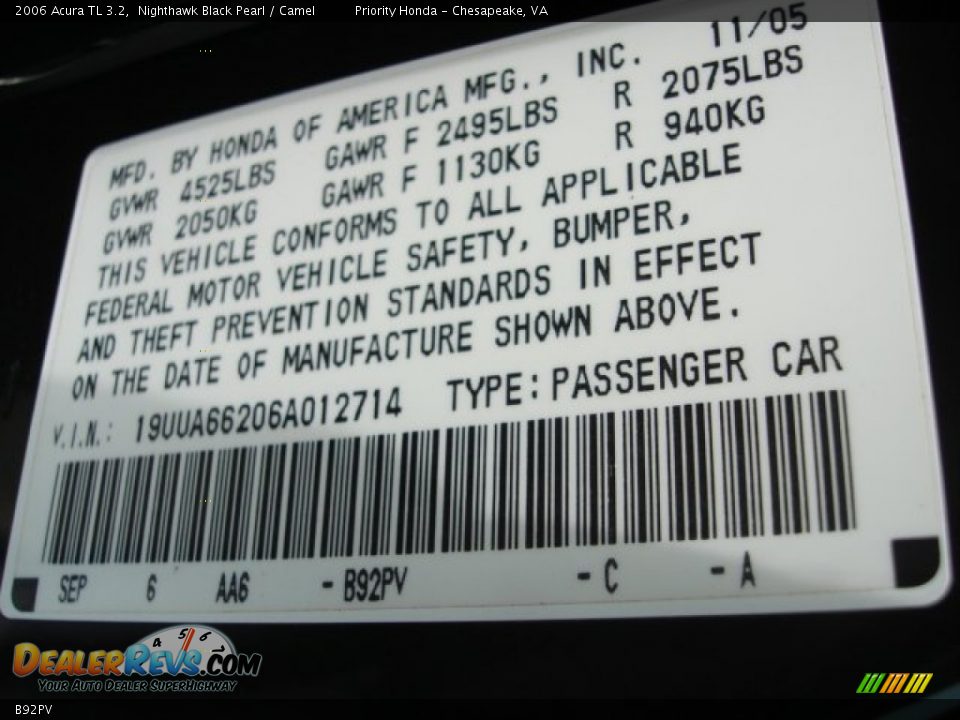 2006 Acura TL 3.2, Nighthawk Black Pearl / Camel Priority Honda - Chesapeake, VA
MFD. BY HONDA OF AMERICA MFG., INC. 11/05
GVWR 4525LBS GAWR F 2495LBS R 2075LBS
GVWR 2050KG GAWR F 1130KG R 940KG
THIS VEHICLE CONFORMS TO ALL APPLICABLE
FEDERAL MOTOR VEHICLE SAFETY, BUMPER,
AND THEFT PREVENTION STANDARDS IN EFFECT
ON THE DATE OF MANUFACTURE SHOWN ABOVE.
V.I.N.: 19UUA66206A012714 TYPE: PASSENGER CAR
SEP 6 AA6 - B92PV - C - A
4 5 6
DEALERREVS.COM
YOUR AUTO DEALER SUPERHIGHWAY
B92PV